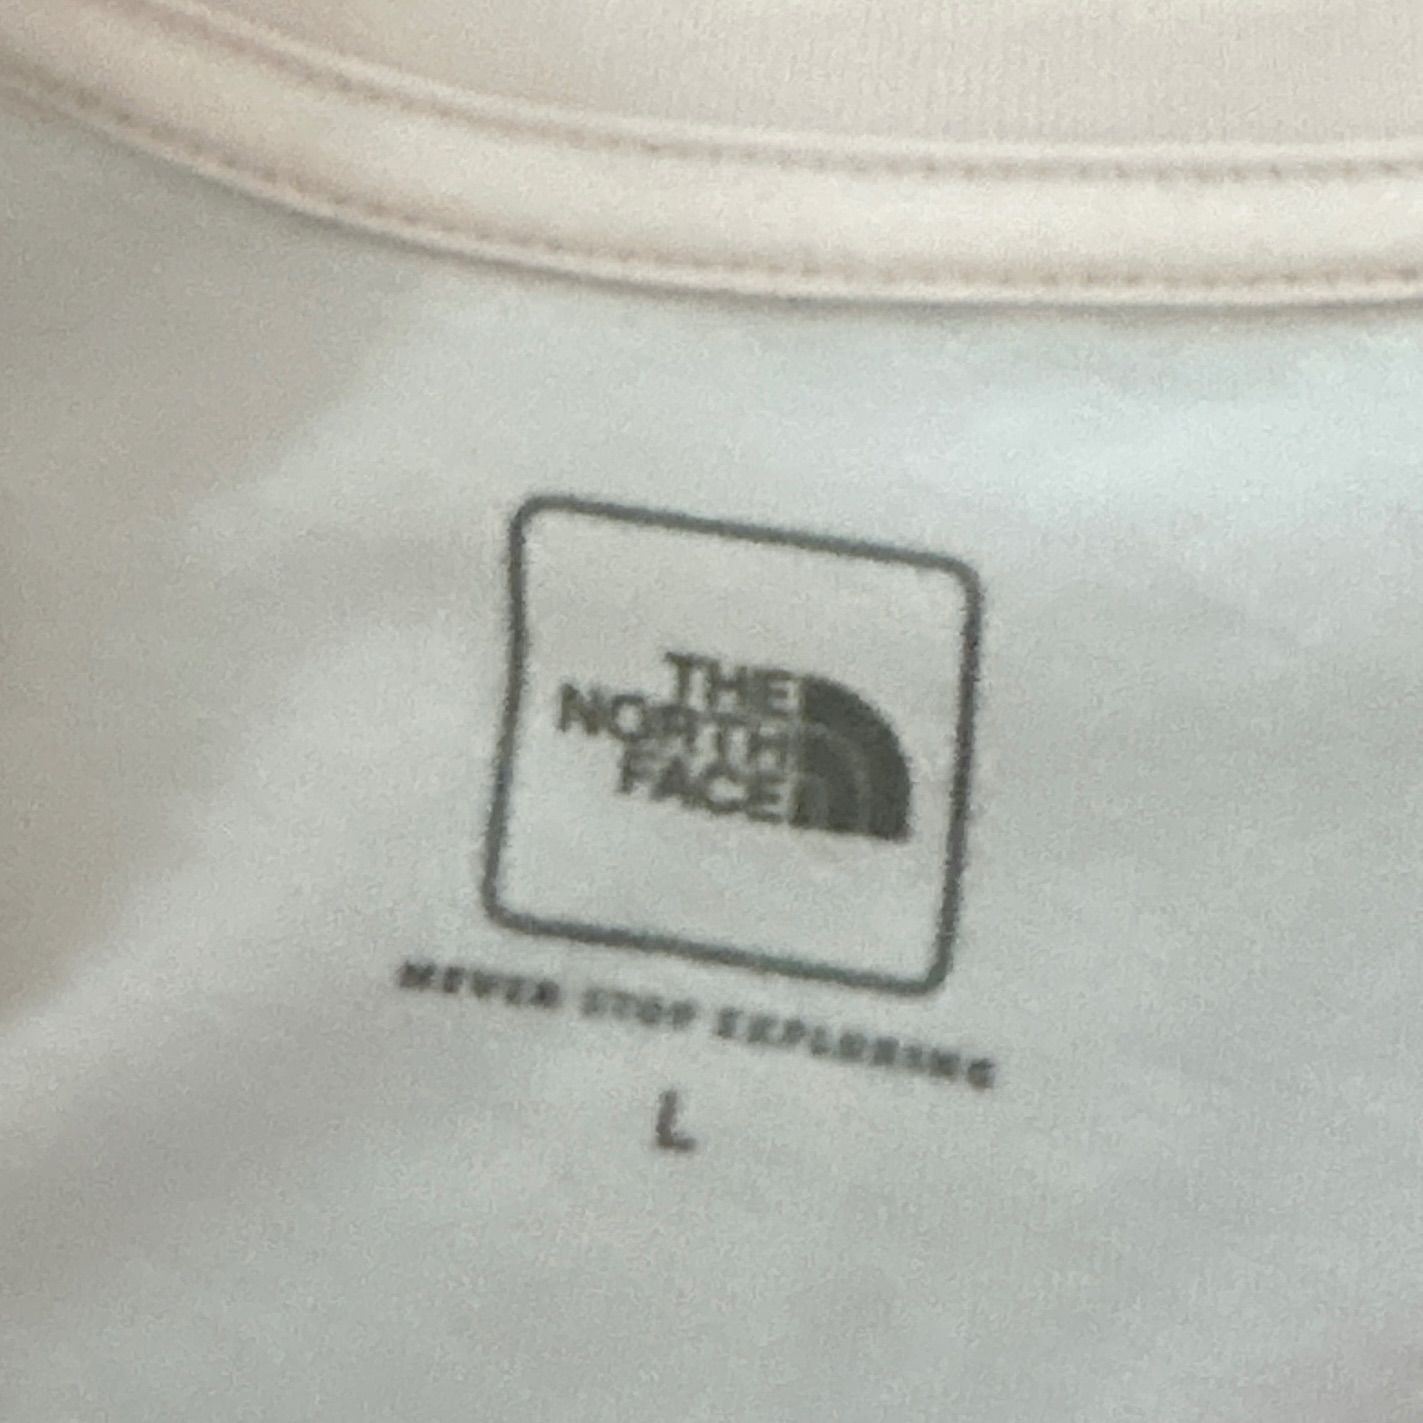 THE
NORTH
FACE
NEVER STOP EXPLORING
L